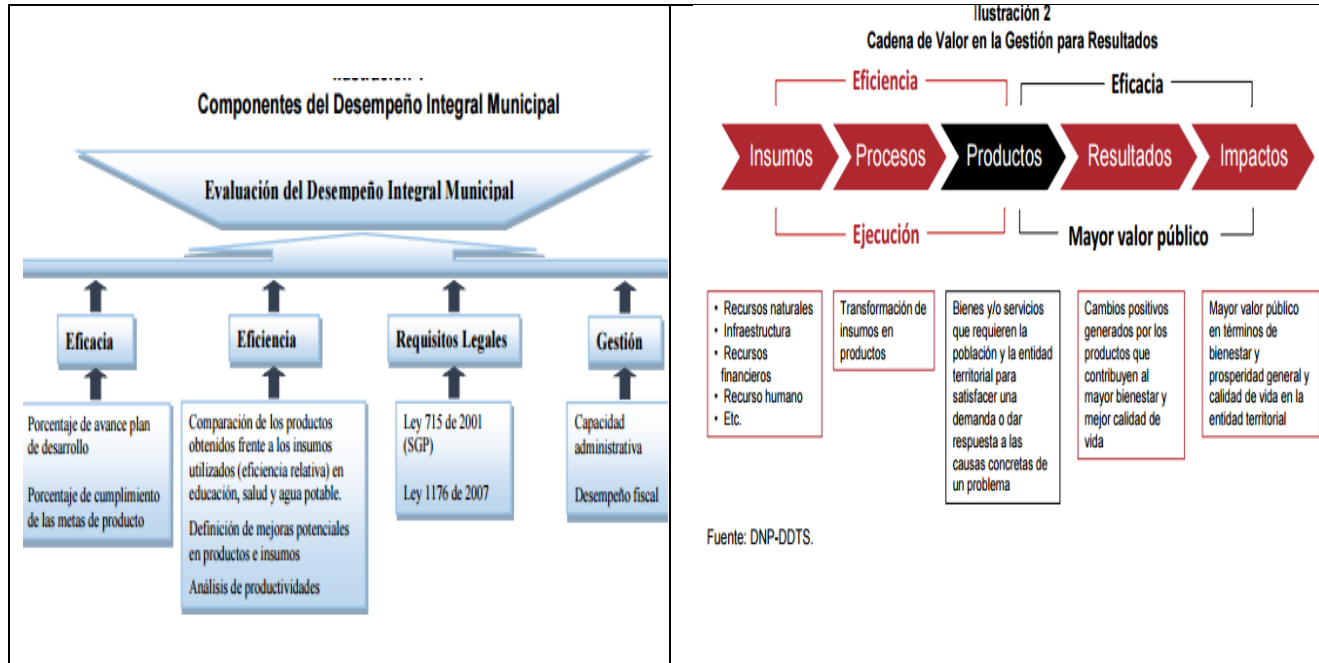 Componentes del Desempeño Integral Municipal
Evaluación del Desempeño Integral Municipal
Eficacia
Eficiencia
Requisitos Legales
Gestión
Porcentaje de avance plan
de desarrollo
Porcentaje de cumplimiento
de las metas de producto
Comparación de los productos
obtenidos frente a los insumos
utilizados (eficiencia relativa) en
educación, salud y agua potable.
Definición de mejoras potenciales
en productos e insumos
Análisis de productividades
Ley 715 de 2001
(SGP)
Ley 1176 de 2007
Capacidad
administrativa
Desempeño fiscal
Ilustración 2
Cadena de Valor en la Gestión para Resultados
Eficiencia
Eficacia
Insumos
Procesos
Productos
Resultados
Impactos
Ejecución
Mayor valor público
• Recursos naturales
• Infraestructura
• Recursos
financieros
• Recurso humano
• Etc.
Transformación de
insumos en
productos
Bienes y/o servicios
que requieren la
población y la entidad
territorial para
satisfacer una
demanda o dar
respuesta a las
causas concretas de
un problema
Cambios positivos
generados por los
productos que
contribuyen al
mayor bienestar y
mejor calidad de
vida
Mayor valor público
en términos de
bienestar y
prosperidad general y
calidad de vida en la
entidad territorial
Fuente: DNP-DDTS.